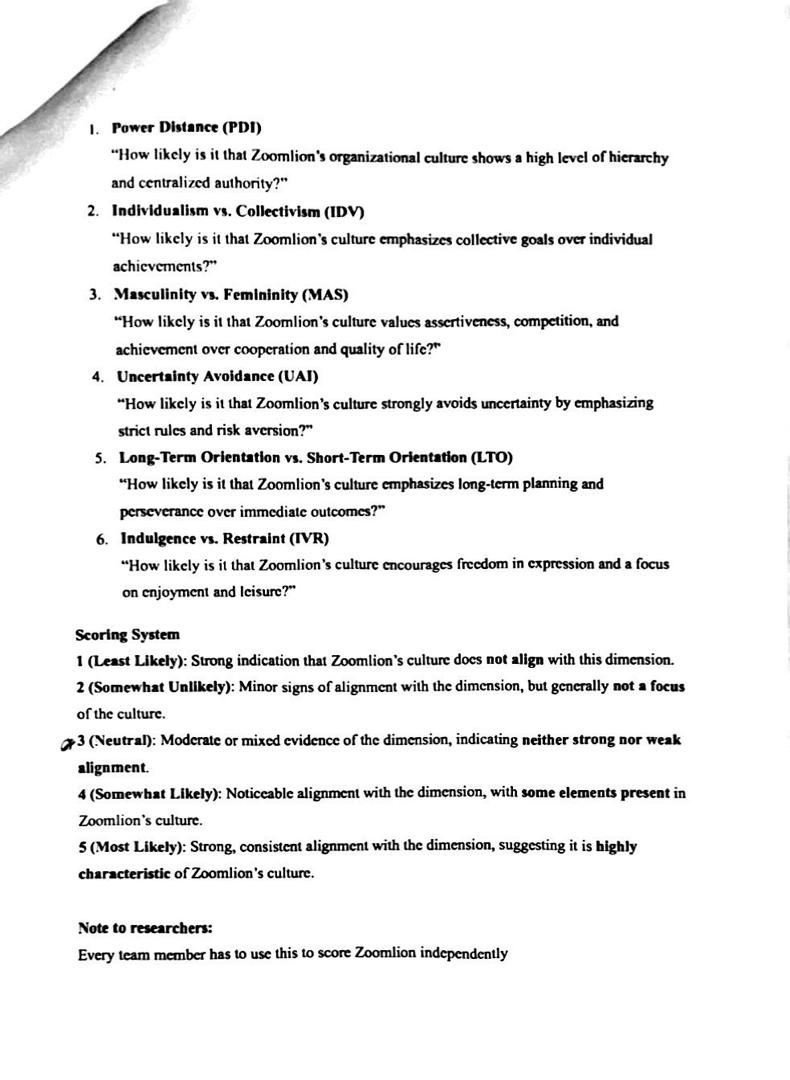 1. Power Distance (PDI)
"How likely is it that Zoomlion's organizational culture shows a high level of hierarchy
and centralized authority?"
2. Individualism vs. Collectivism (IDV)
"How likely is it that Zoomlion's culture emphasizes collective goals over individual
achievements?"
3. Masculinity vs. Femininity (MAS)
"How likely is it that Zoomlion's culture values assertiveness, competition, and
achievement over cooperation and quality of life?"
4. Uncertainty Avoidance (UAI)
"How likely is it that Zoomlion's culture strongly avoids uncertainty by emphasizing
strict rules and risk aversion?"
5. Long-Term Orientation vs. Short-Term Orientation (LTO)
"How likely is it that Zoomlion's culture emphasizes long-term planning and
perseverance over immediate outcomes?"
6. Indulgence vs. Restraint (IVR)
"How likely is it that Zoomlion's culture encourages freedom in expression and a focus
on enjoyment and leisure?"
Scoring System
1 (Least Likely): Strong indication that Zoomlion's culture does not align with this dimension.
2 (Somewhat Unlikely): Minor signs of alignment with the dimension, but generally not a focus
of the culture.
3 (Neutral): Moderate or mixed evidence of the dimension, indicating neither strong nor weak
alignment.
4 (Somewhat Likely): Noticeable alignment with the dimension, with some elements present in
Zoomlion's culture.
5 (Most Likely): Strong, consistent alignment with the dimension, suggesting it is highly
characteristic of Zoomlion's culture.
Note to researchers:
Every team member has to use this to score Zoomlion independently